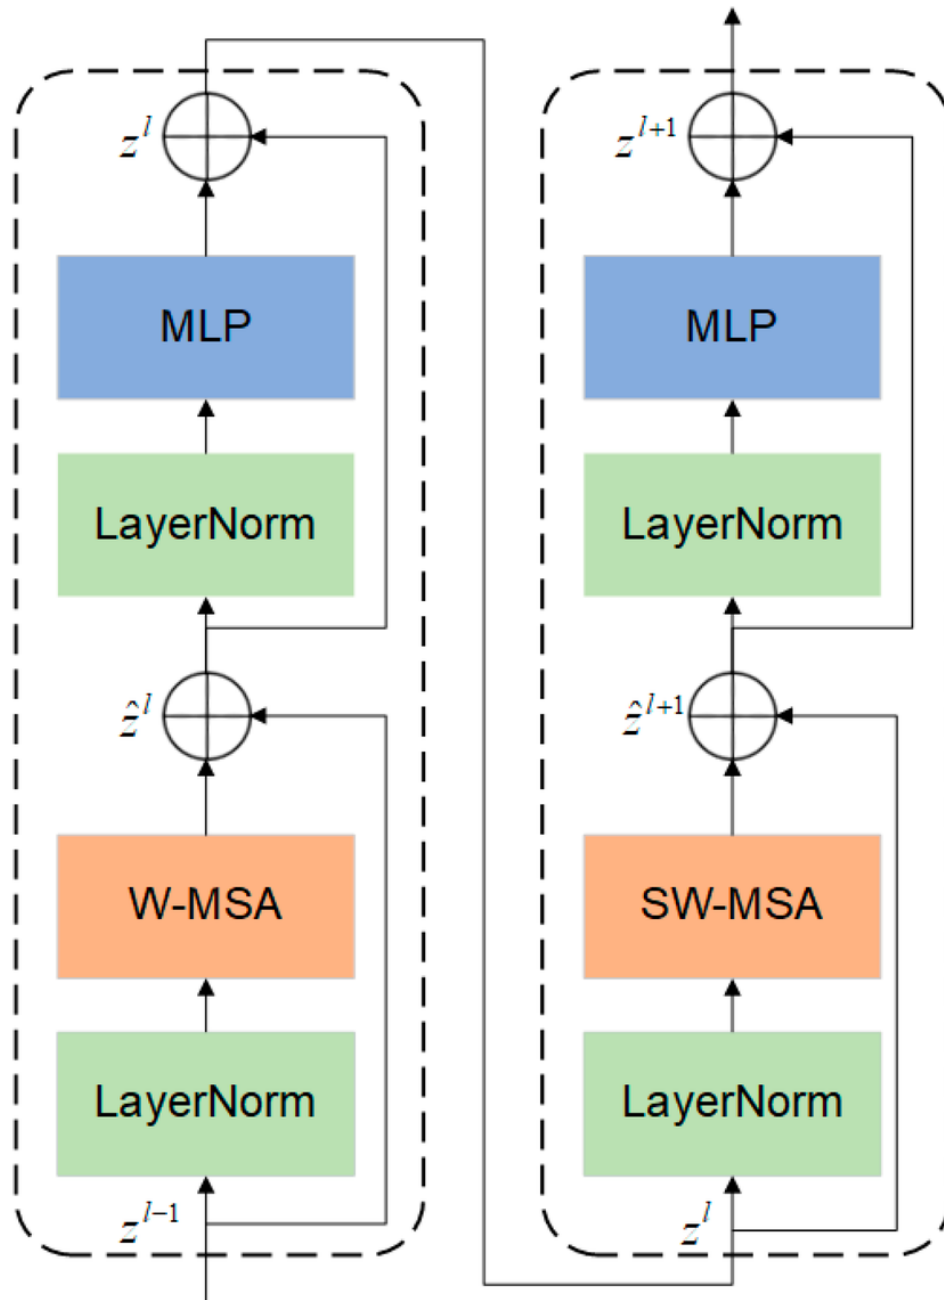 z^l
MLP
LayerNorm
ẑ^l
W-MSA
LayerNorm
z^{l-1}
z^{l+1}
MLP
LayerNorm
ẑ^{l+1}
SW-MSA
LayerNorm
z^l